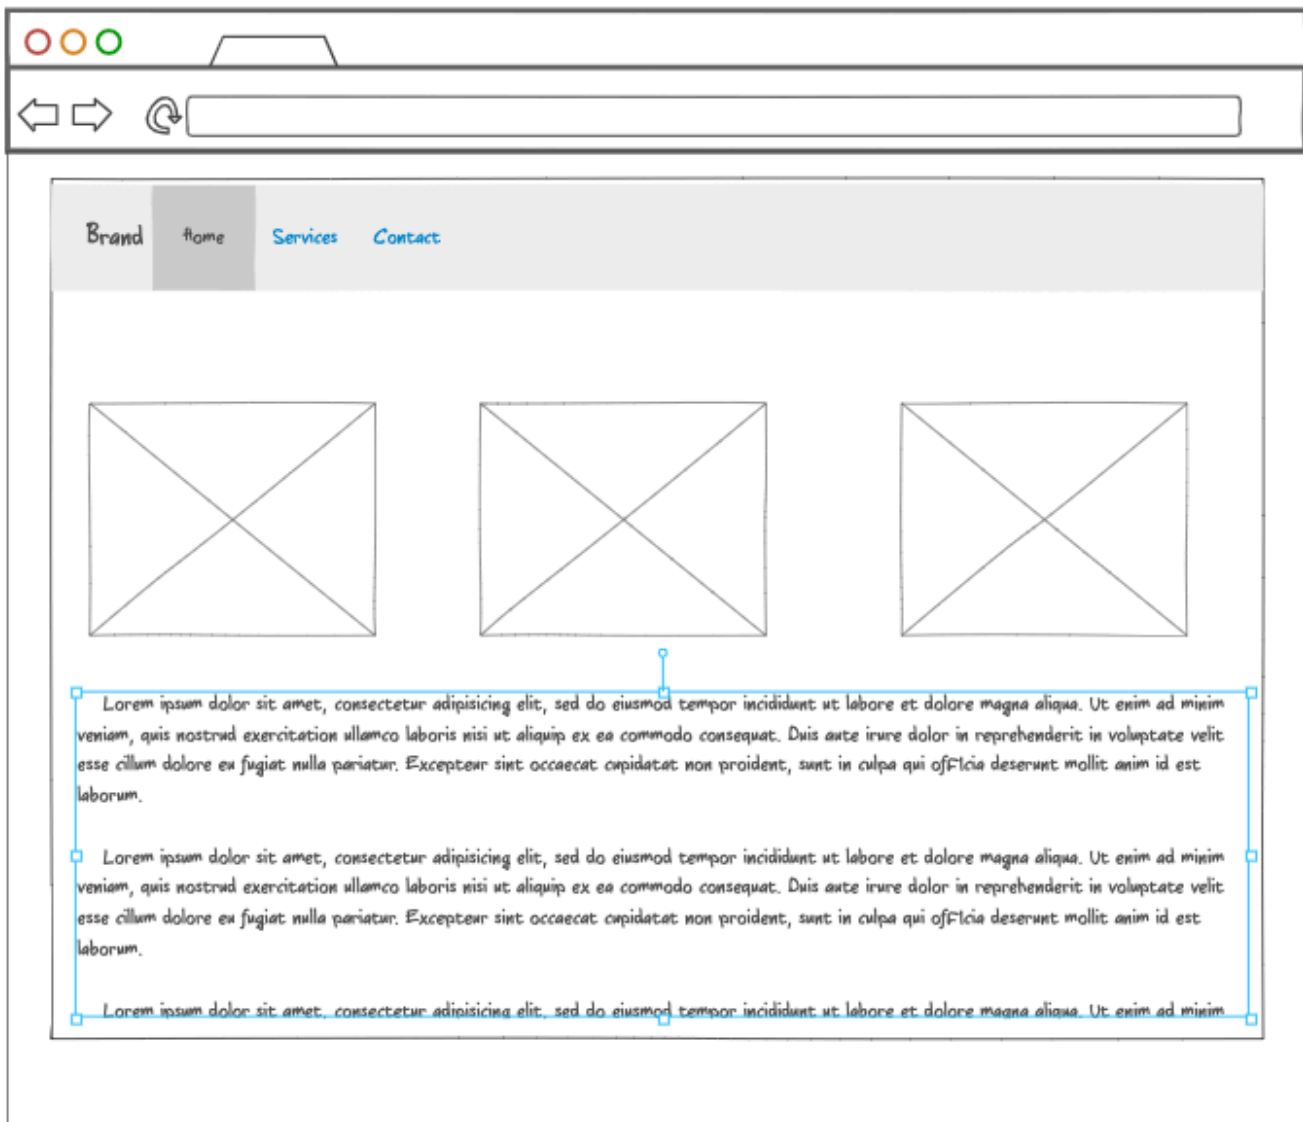 Brand Home Services Contact
Lorem ipsum dolor sit amet, consectetur adipisicing elit, sed do eiusmod tempor incididunt ut labore et dolore magna aliqua. Ut enim ad minim
veniam, quis nostrud exercitation ullamco laboris nisi ut aliquip ex ea commodo consequat. Duis aute irure dolor in reprehenderit in voluptate velit
esse cillum dolore eu fugiat nulla pariatur. Excepteur sint occaecat cupidatat non proident, sunt in culpa qui officia deserunt mollit anim id est
laborum.
Lorem ipsum dolor sit amet, consectetur adipisicing elit, sed do eiusmod tempor incididunt ut labore et dolore magna aliqua. Ut enim ad minim
veniam, quis nostrud exercitation ullamco laboris nisi ut aliquip ex ea commodo consequat. Duis aute irure dolor in reprehenderit in voluptate velit
esse cillum dolore eu fugiat nulla pariatur. Excepteur sint occaecat cupidatat non proident, sunt in culpa qui officia deserunt mollit anim id est
laborum.
Lorem ipsum dolor sit amet, consectetur adipisicing elit, sed do eiusmod tempor incididunt ut labore et dolore magna aliqua. Ut enim ad minim